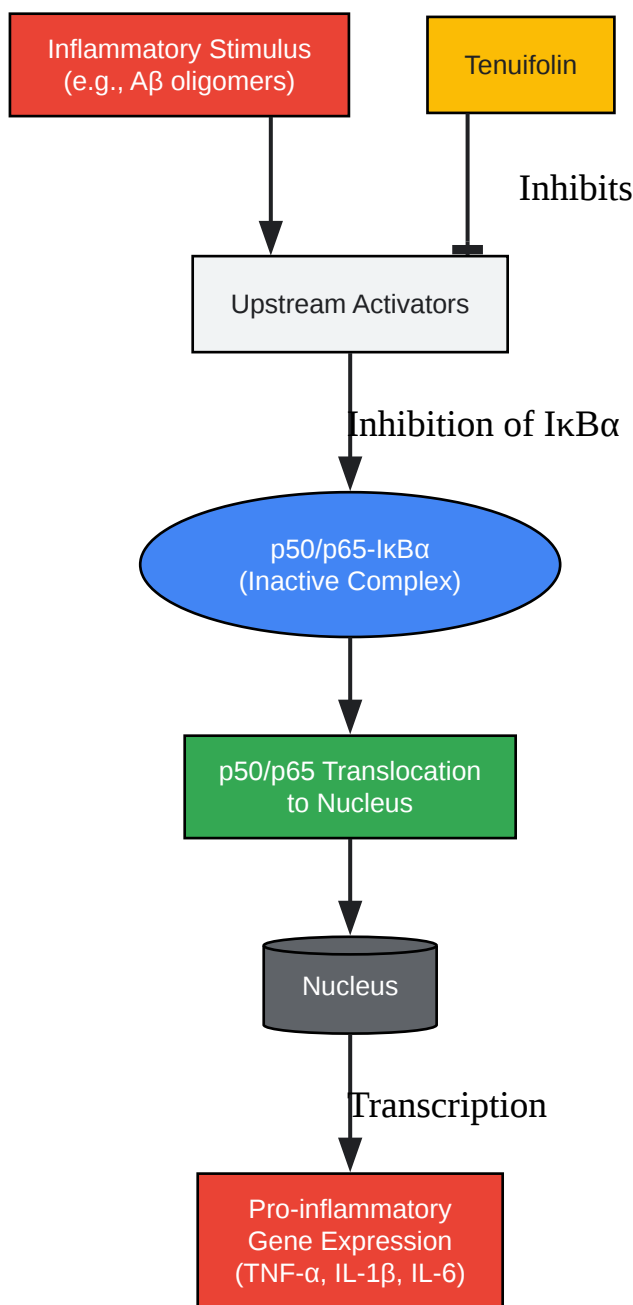 Inflammatory Stimulus
(e.g., Aβ oligomers)
Tenuifolin
Inhibits
Upstream Activators
Inhibition of IκBα
p50/p65-IκBα
(Inactive Complex)
p50/p65 Translocation
to Nucleus
Nucleus
Transcription
Pro-inflammatory
Gene Expression
(TNF-α, IL-1β, IL-6)